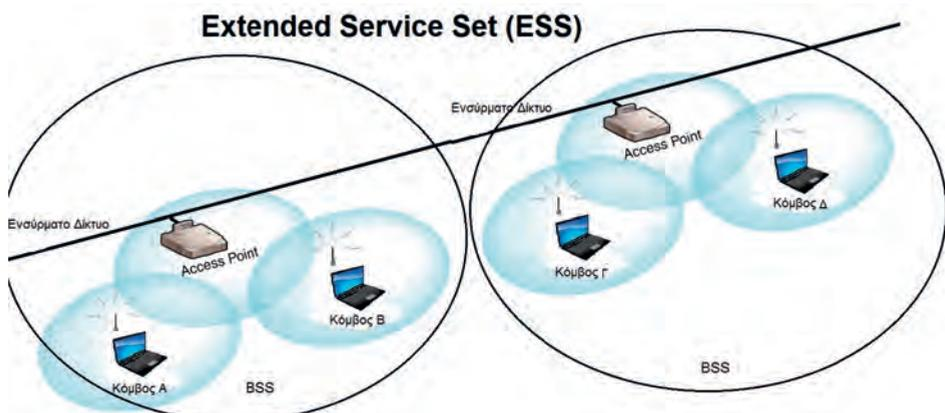 Extended Service Set (ESS)
Ενσύρματο Δίκτυο
Access Point
Κόμβος Δ
Κόμβος Γ
BSS
Ενσύρματο Δίκτυο
Access Point
Κόμβος Β
Κόμβος Α
BSS